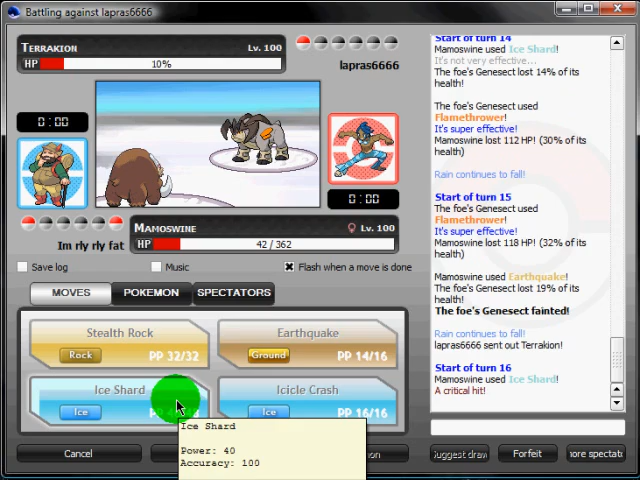 Battling against lapras6666
TERRAKION Lv. 100
HP 10%
lapras6666
0:00
0:00
MAMOSWINE Lv. 100
HP 42 / 362
Im rly rly fat
Save log
Music
Flash when a move is done
MOVES
POKEMON
SPECTATORS
Stealth Rock
Rock PP 32/32
Earthquake
Ground PP 14/16
Ice Shard
Ice
Icicle Crash
Ice PP 16/16
Ice Shard
Power: 40
Accuracy: 100
Cancel
Start of turn 14
Mamoswine used Ice Shard!
It's not very effective...
The foe's Genesect lost 14% of its
health!
The foe's Genesect used
Flamethrower!
It's super effective!
Mamoswine lost 112 HP! (30% of its
health)
Rain continues to fall!
Start of turn 15
The foe's Genesect used
Flamethrower!
It's super effective!
Mamoswine lost 118 HP! (32% of its
health)
Mamoswine used Earthquake!
The foe's Genesect lost 19% of its
health!
The foe's Genesect fainted!
Rain continues to fall!
lapras6666 sent out Terrakion!
Start of turn 16
Mamoswine used Ice Shard!
A critical hit!
Suggest draw
Forfeit
ore spectat